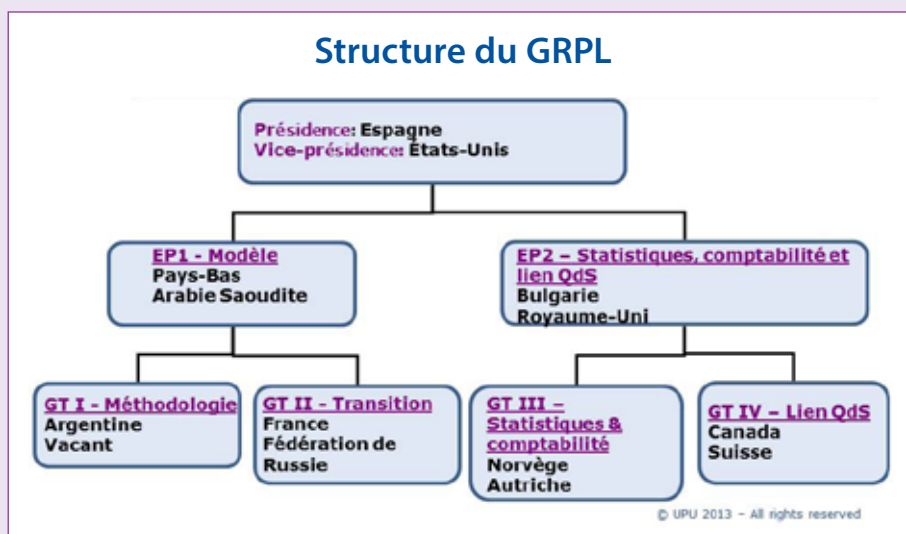 Structure du GRPL
Présidence: Espagne
Vice-présidence: États-Unis
EP1 - Modèle
Pays-Bas
Arabie Saoudite
EP2 – Statistiques, comptabilité et
lien QdS
Bulgarie
Royaume-Uni
GT I - Méthodologie
Argentine
Vacant
GT II - Transition
France
Fédération de
Russie
GT III –
Statistiques &
comptabilité
Norvège
Autriche
GT IV – Lien QdS
Canada
Suisse
© UPU 2013 – All rights reserved